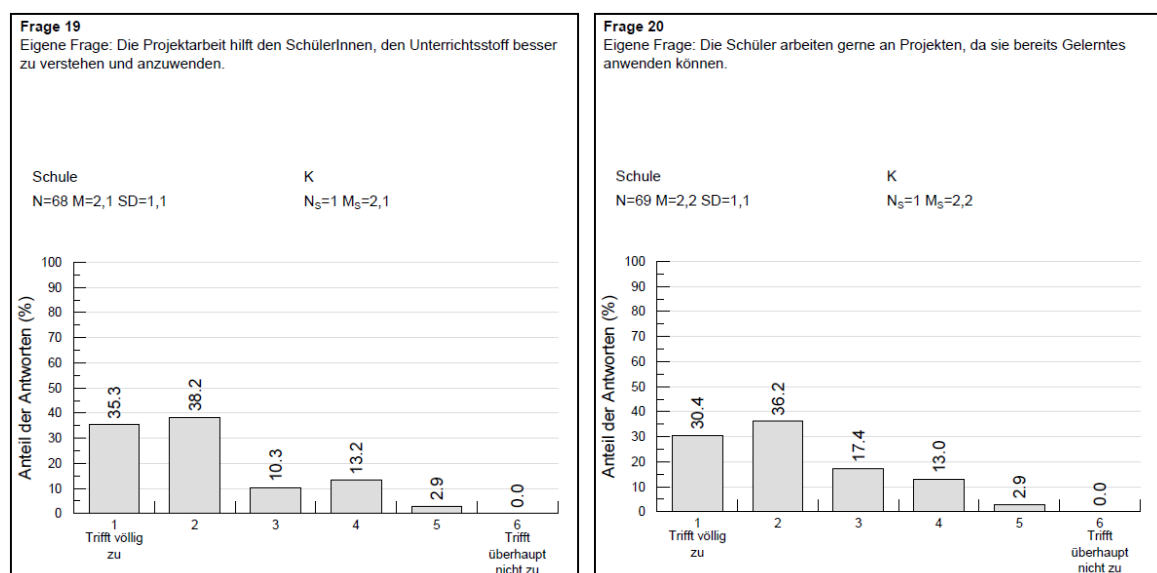 Frage 19
Eigene Frage: Die Projektarbeit hilft den SchülerInnen, den Unterrichtsstoff besser
zu verstehen und anzuwenden.
Schule K
N=68 M=2,1 SD=1,1 Ns=1 Ms=2,1
Anteil der Antworten (%)
100
90
80
70
60
50
40
30
20
10
0
35.3
38.2
10.3
13.2
2.9
0.0
1 2 3 4 5 6
Trifft völlig
zu
Trifft
überhaupt
nicht zu
Frage 20
Eigene Frage: Die Schüler arbeiten gerne an Projekten, da sie bereits Gelerntes
anwenden können.
Schule K
N=69 M=2,2 SD=1,1 Ns=1 Ms=2,2
Anteil der Antworten (%)
100
90
80
70
60
50
40
30
20
10
0
30.4
36.2
17.4
13.0
2.9
0.0
1 2 3 4 5 6
Trifft völlig
zu
Trifft
überhaupt
nicht zu